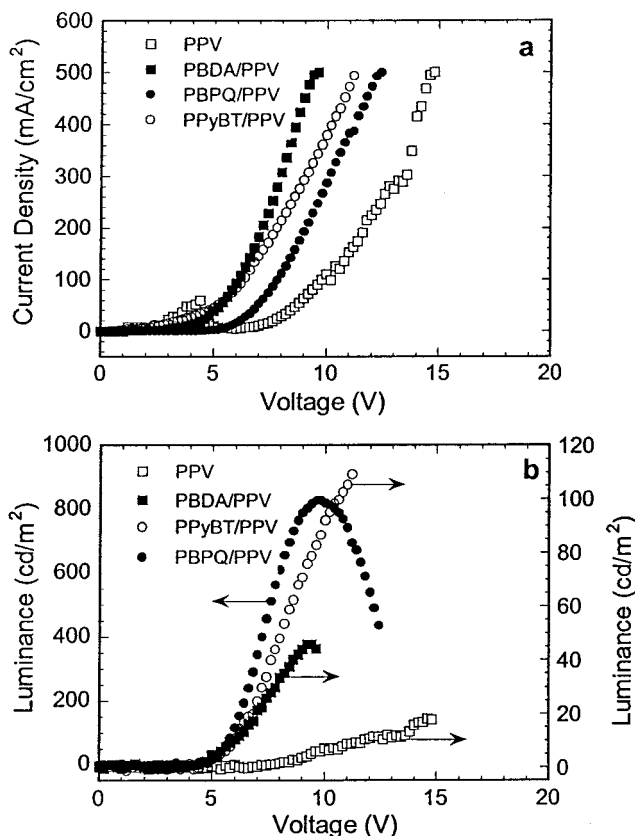 a
Current Density (mA/cm²)
600
500
400
300
200
100
0
PPV
PBDA/PPV
PBPQ/PPV
PPyBT/PPV
0 5 10 15 20
Voltage (V)
b
Luminance (cd/m²)
1000
800
600
400
200
0
PPV
PBDA/PPV
PPyBT/PPV
PBPQ/PPV
120
100
80
60
40
20
0
Luminance (cd/m²)
0 5 10 15 20
Voltage (V)